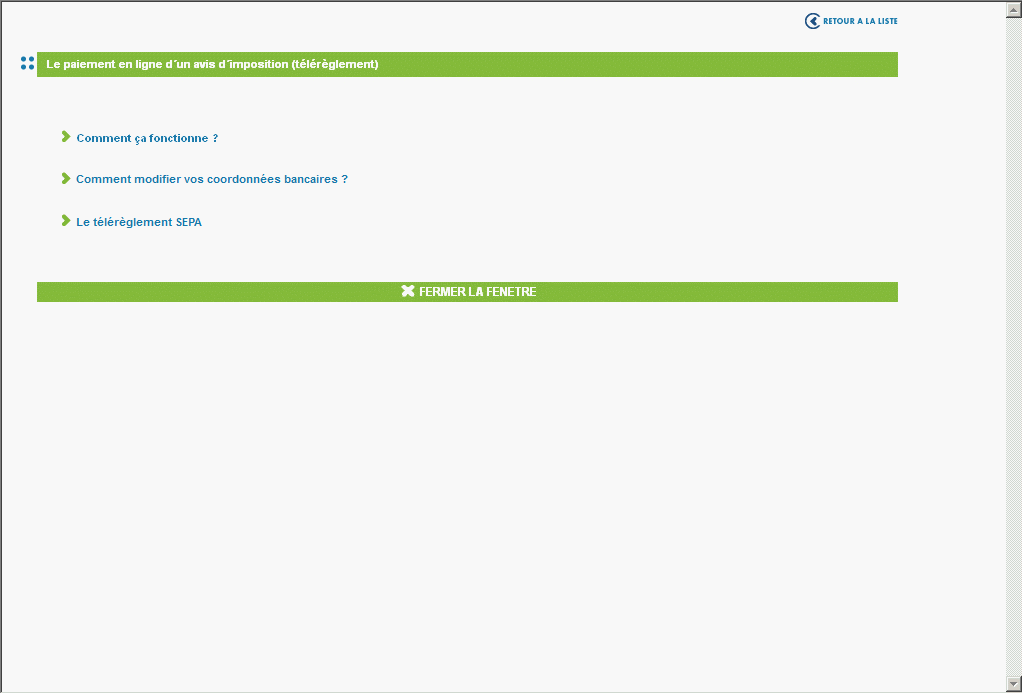 RETOUR A LA LISTE
Le paiement en ligne d´un avis d´imposition (télérèglement)
Comment ça fonctionne ?
Comment modifier vos coordonnées bancaires ?
Le télérèglement SEPA
FERMER LA FENETRE